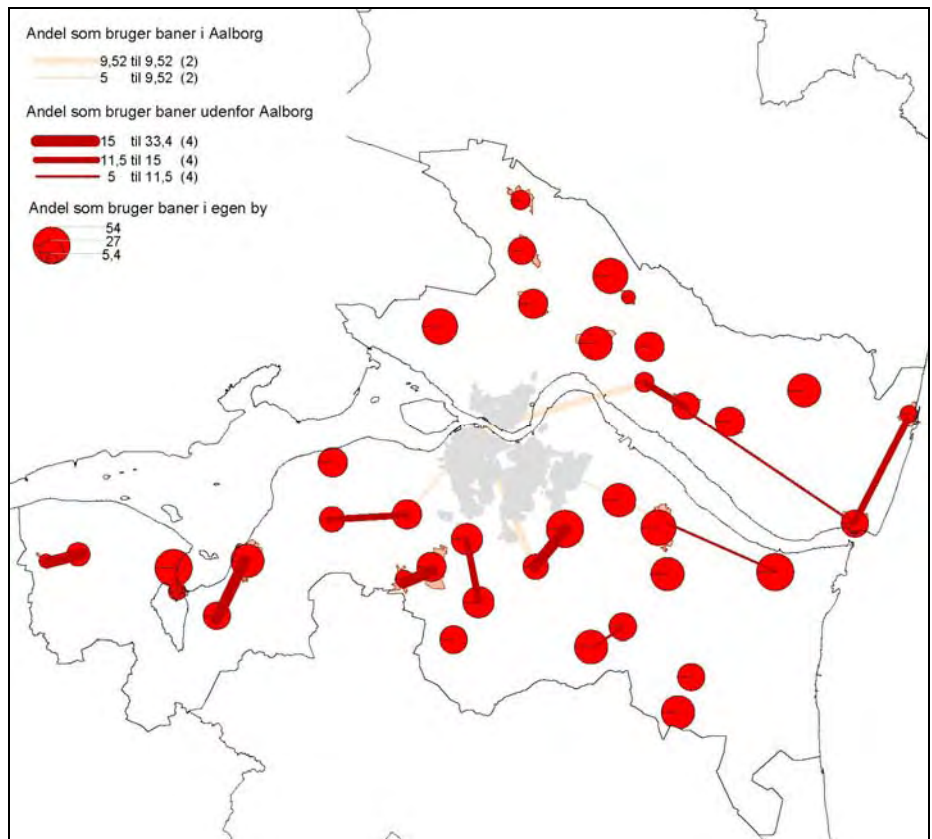 Andel som bruger baner i Aalborg
9,52 til 9,52 (2)
5 til 9,52 (2)
Andel som bruger baner udenfor Aalborg
15 til 33,4 (4)
11,5 til 15 (4)
5 til 11,5 (4)
Andel som bruger baner i egen by
54
27
5,4